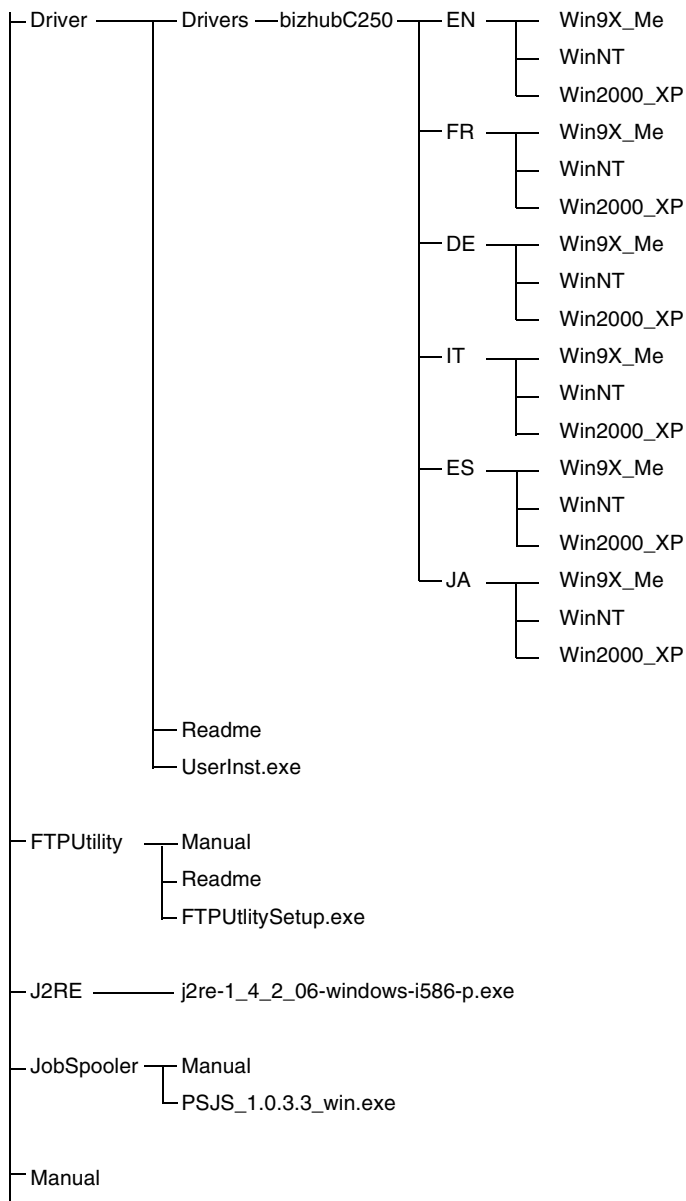 Driver Drivers bizhubC250 EN Win9X_Me
WinNT
Win2000_XP
FR Win9X_Me
WinNT
Win2000_XP
DE Win9X_Me
WinNT
Win2000_XP
IT Win9X_Me
WinNT
Win2000_XP
ES Win9X_Me
WinNT
Win2000_XP
JA Win9X_Me
WinNT
Win2000_XP
Readme
UserInst.exe
FTPUtility Manual
Readme
FTPUtlitySetup.exe
J2RE j2re-1_4_2_06-windows-i586-p.exe
JobSpooler Manual
PSJS_1.0.3.3_win.exe
Manual